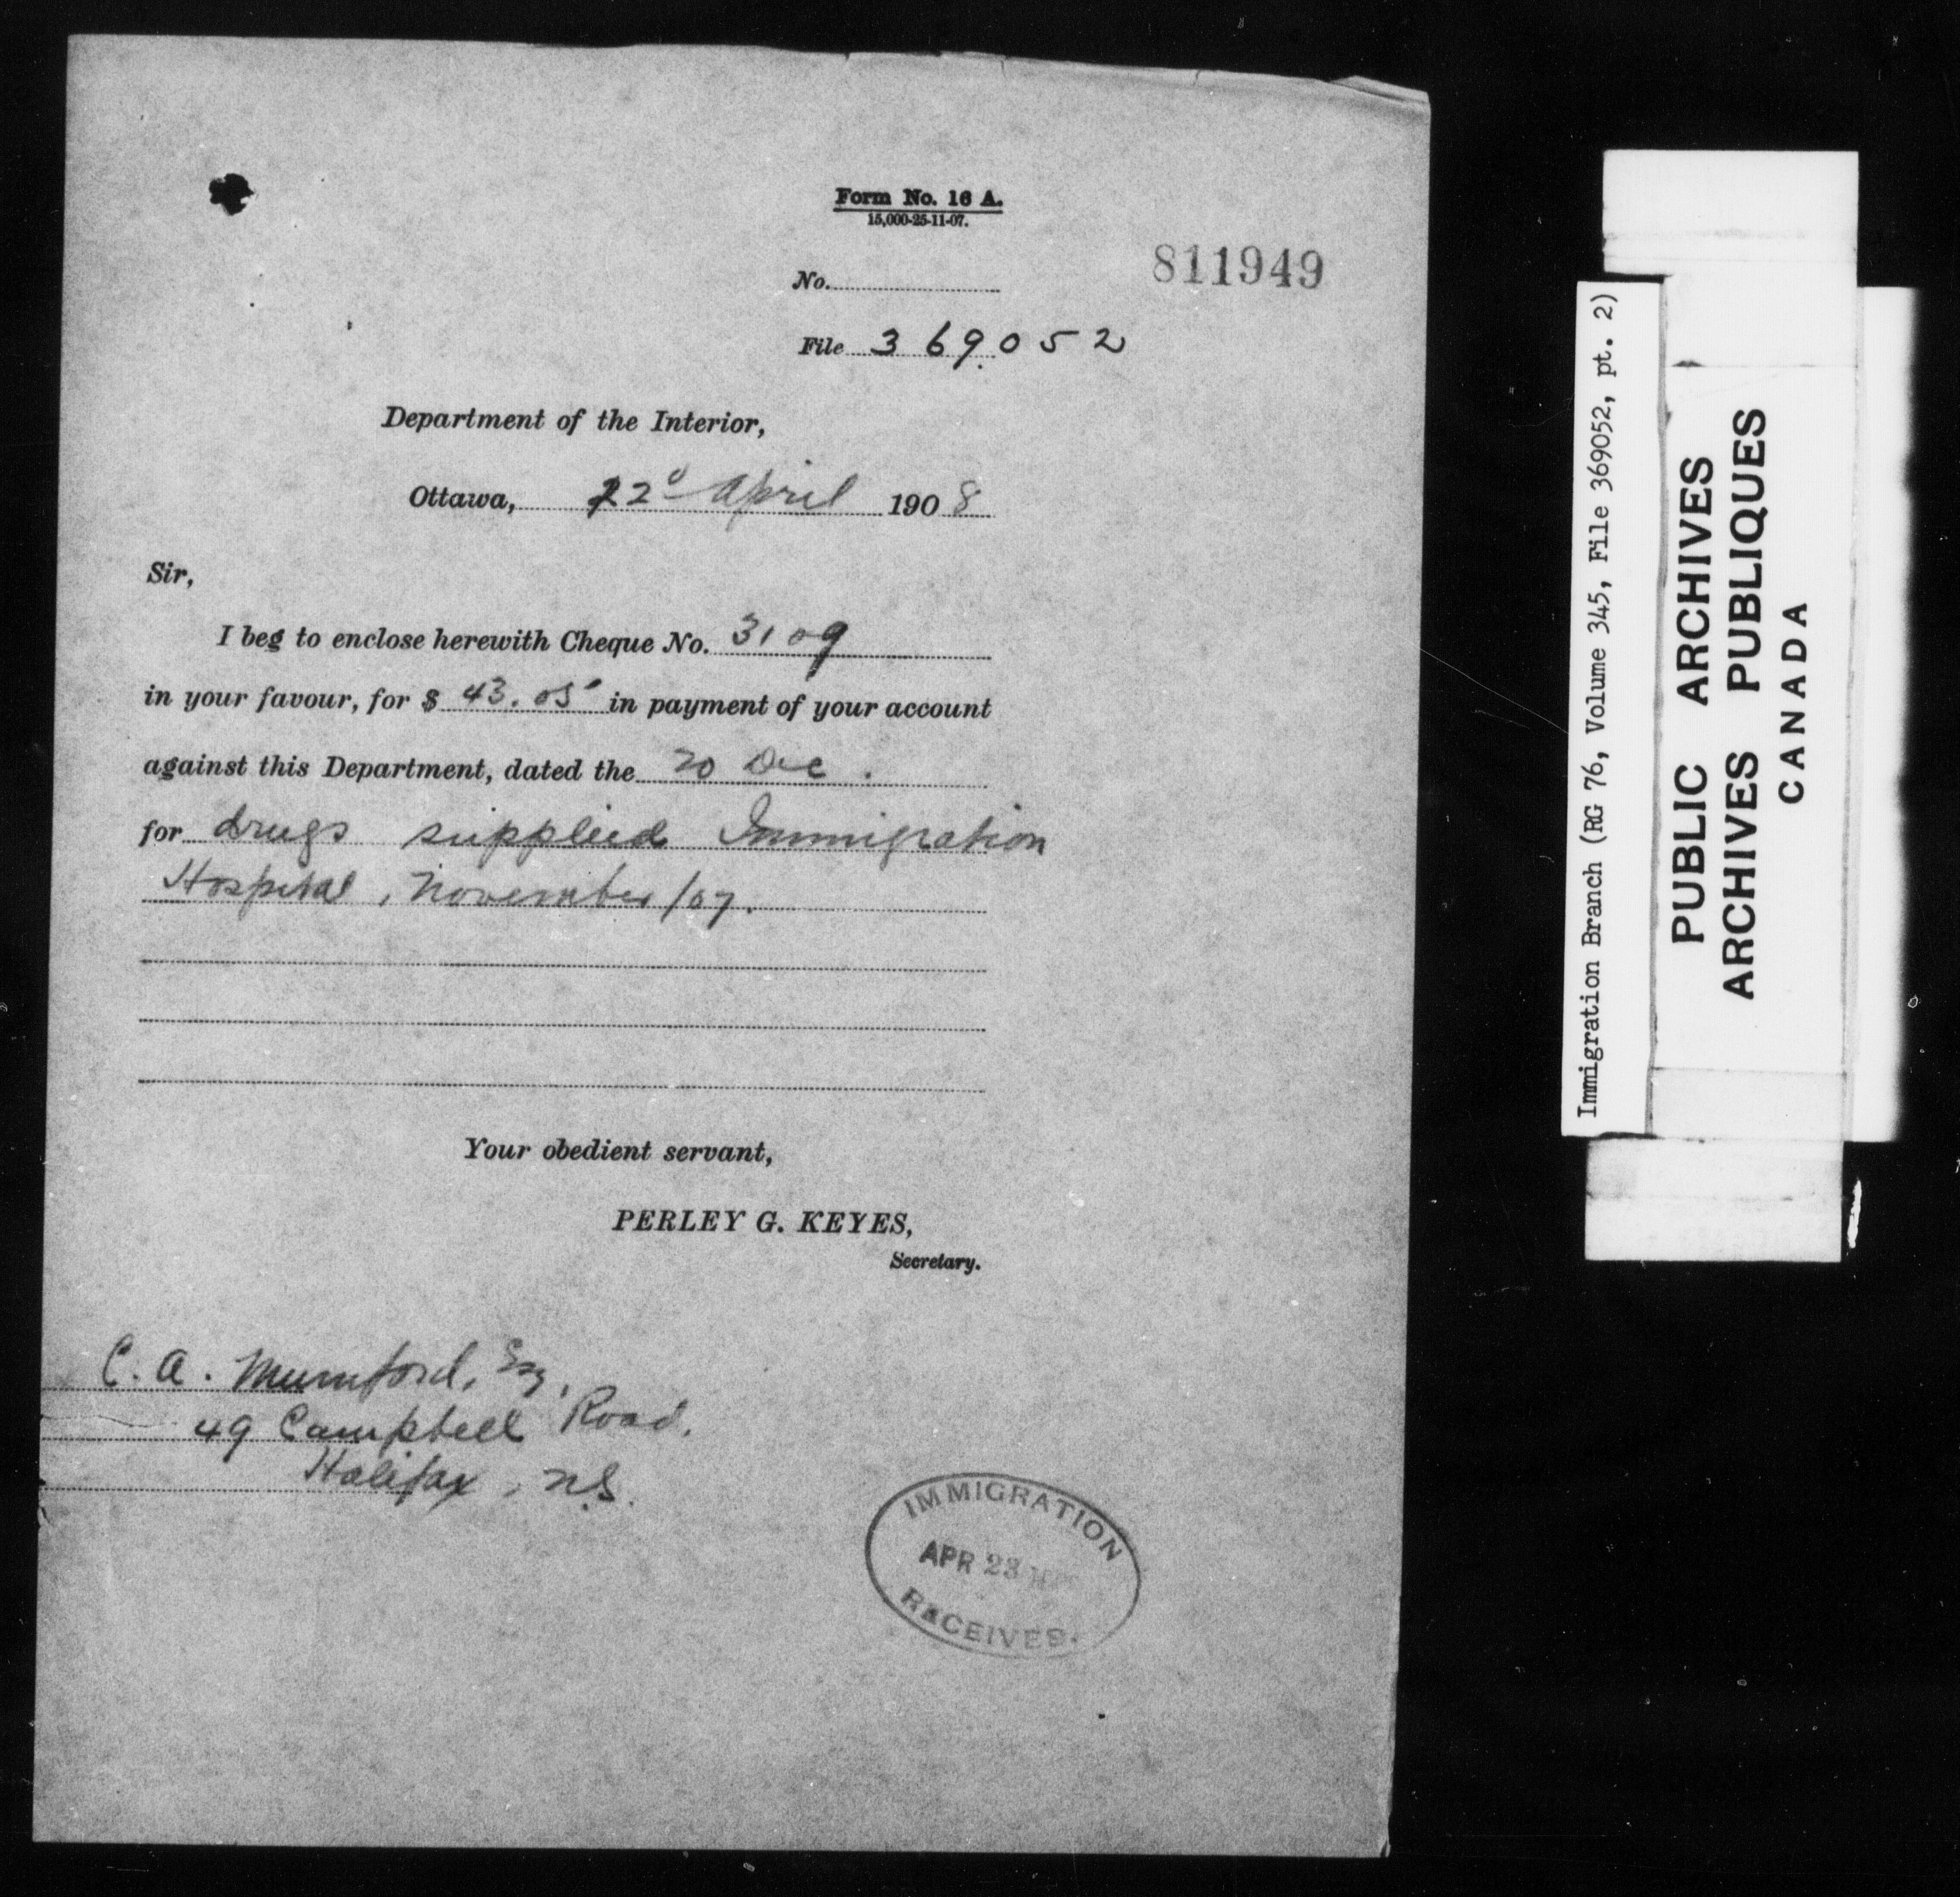 Form No. 16 A.
15,000-25-11-07.
811949
No.
File 369052
Department of the Interior,
Ottawa, 22d April 1908
Sir,
I beg to enclose herewith Cheque No. 3109
in your favour, for $ 43.05 in payment of your account
against this Department, dated the 20 Dec.
for drugs supplied Immigration
Hospital, November/07.
Your obedient servant,
PERLEY G. KEYES,
Secretary.
C. A. Mumford, Esq.
49 Campbell Road,
Halifax, N.S.
IMMIGRATION
APR 23
RECEIVED.
Immigration Branch (RG 76, Volume 345, File 369052, pt. 2)
PUBLIC ARCHIVES
ARCHIVES PUBLIQUES
CANADA